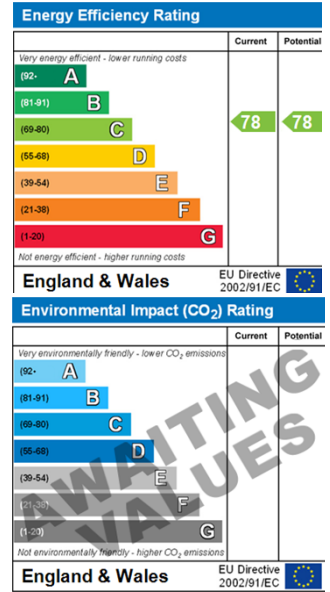 Energy Efficiency Rating
Current Potential
Very energy efficient - lower running costs
(92- A
(81-91) B
(69-80) C
78 78
(55-68) D
(39-54) E
(21-38) F
(1-20) G
Not energy efficient - higher running costs
England & Wales
EU Directive
2002/91/EC
Environmental Impact (CO2) Rating
Current Potential
Very environmentally friendly - lower CO2 emissions
(92- A
(81-91) B
(69-80) C
(55-68) D
(39-54) E
(21-38) F
(1-20) G
AWAITING
VALUES
Not environmentally friendly - higher CO2 emissions
England & Wales
EU Directive
2002/91/EC